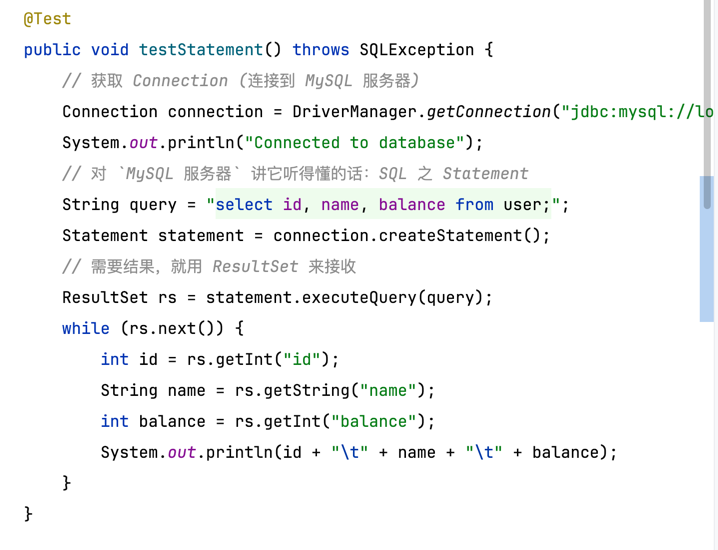 @Test
public void testStatement() throws SQLException {
// 获取 Connection (连接到 MySQL 服务器)
Connection connection = DriverManager.getConnection("jdbc:mysql://lo
System.out.println("Connected to database");
// 对 `MySQL 服务器` 讲它听得懂的话: SQL 之 Statement
String query = "select id, name, balance from user;";
Statement statement = connection.createStatement();
// 需要结果，就用 ResultSet 来接收
ResultSet rs = statement.executeQuery(query);
while (rs.next()) {
int id = rs.getInt("id");
String name = rs.getString("name");
int balance = rs.getInt("balance");
System.out.println(id + "\t" + name + "\t" + balance);
}
}